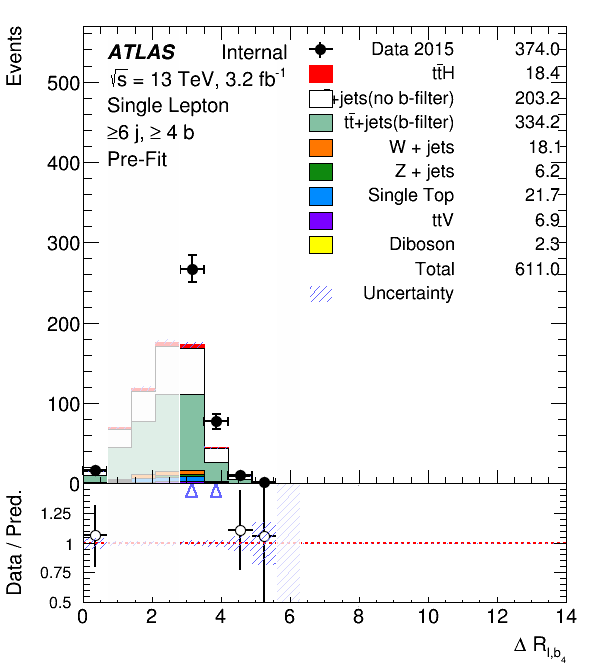 Events
ATLAS Internal
√s = 13 TeV, 3.2 fb⁻¹
Single Lepton
≥6 j, ≥ 4 b
Pre-Fit
Data 2015 374.0
tt̄H 18.4
+jets(no b-filter) 203.2
tt̄+jets(b-filter) 334.2
W + jets 18.1
Z + jets 6.2
Single Top 21.7
ttV 6.9
Diboson 2.3
Total 611.0
Uncertainty
500
400
300
200
100
0
Data / Pred.
1.25
1
0.75
0.5
0 2 4 6 8 10 12 14
Δ R_{l,b_4}